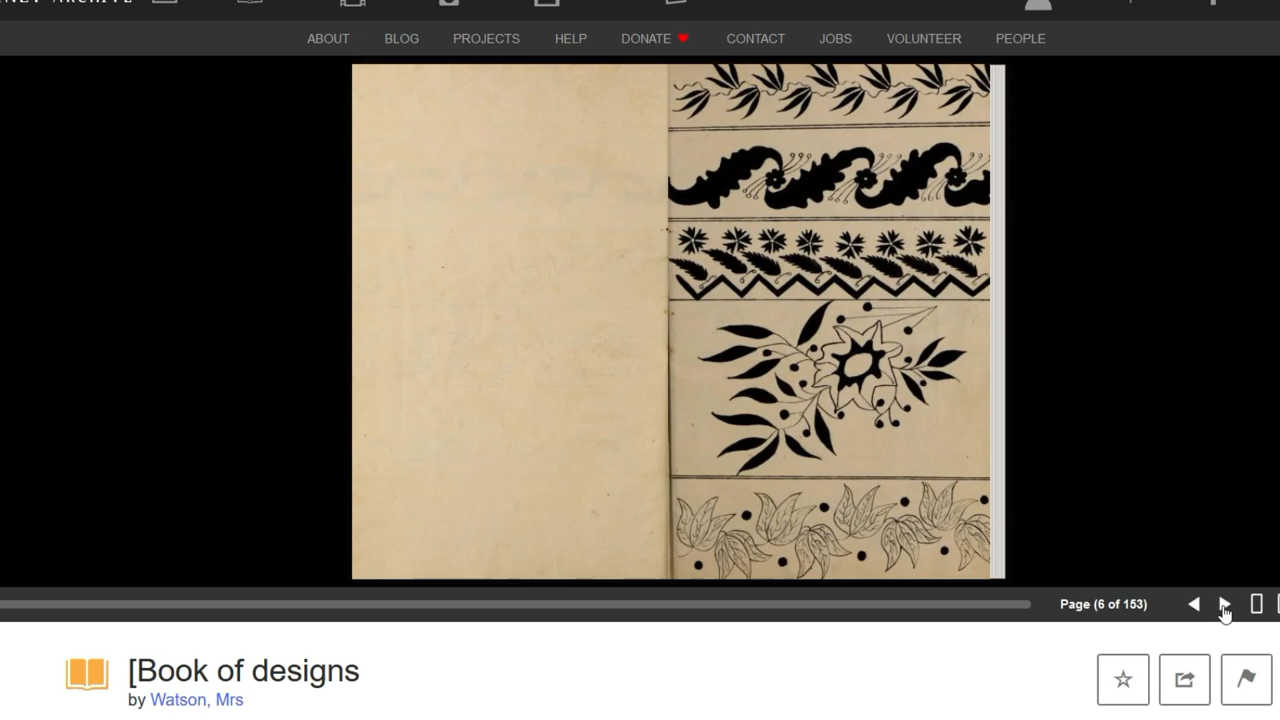 ABOUT BLOG PROJECTS HELP DONATE CONTACT JOBS VOLUNTEER PEOPLE
Page (6 of 153)
[Book of designs
by Watson, Mrs